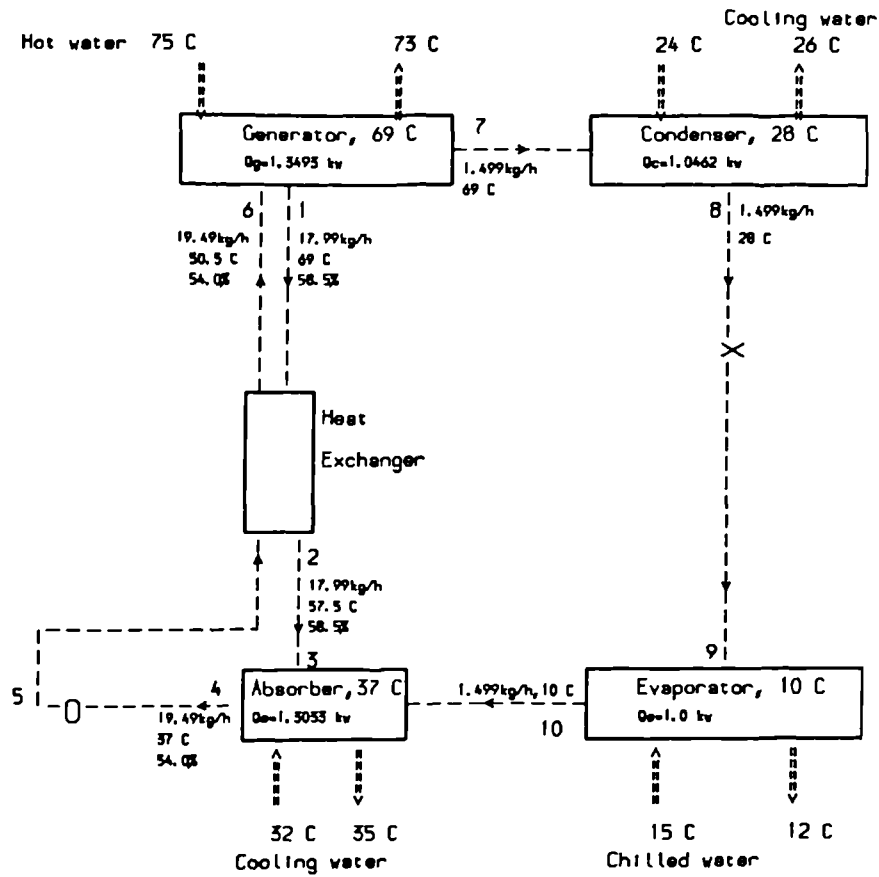 Cooling water
Hot water 75 C 73 C 24 C 26 C
Generator, 69 C
Qg=1.3493 kw
7
1.499kg/h
69 C
Condenser, 28 C
Qc=1.0462 kw
6
19.49kg/h
50.5 C
54.0%
1
17.99kg/h
69 C
58.5%
8
1.499kg/h
28 C
Heat
Exchanger
2
17.99kg/h
57.5 C
58.5%
3
9
5
4
19.49kg/h
37 C
54.0%
Absorber, 37 C
1.499kg/h, 10 C
10
Evaporator, 10 C
Qe=1.0 kw
32 C 35 C
Cooling water
15 C 12 C
Chilled water